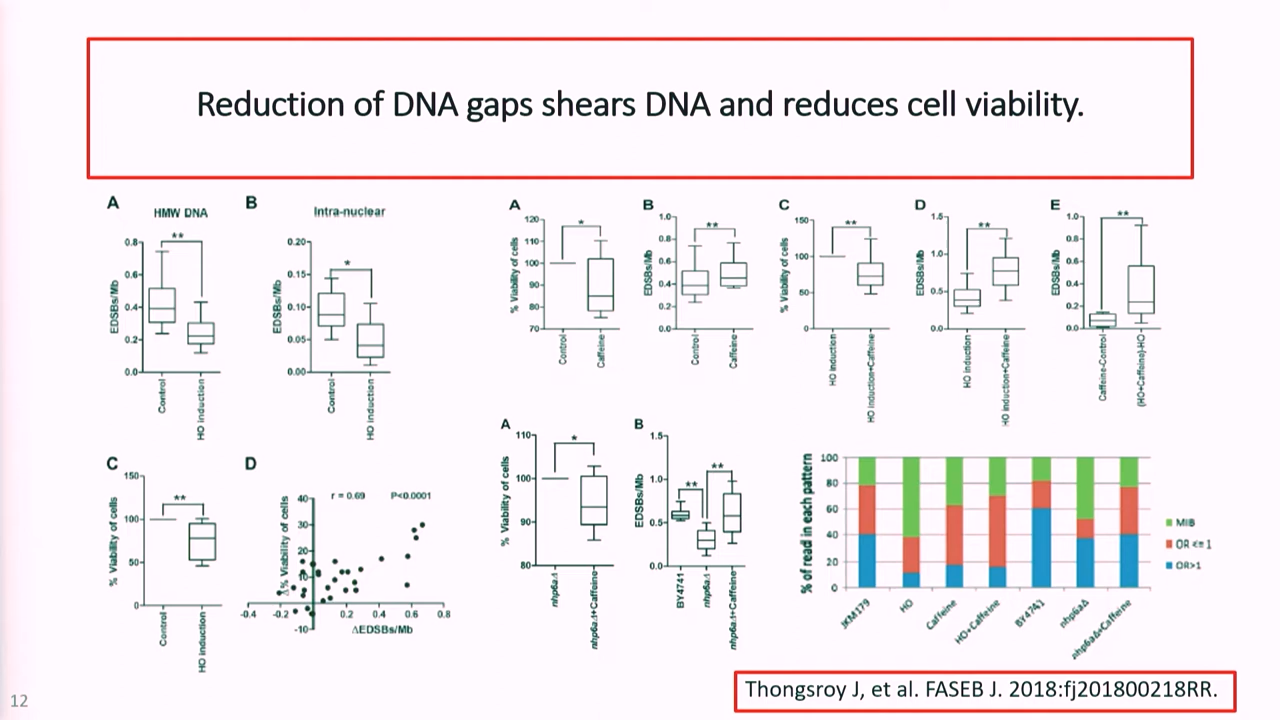 Reduction of DNA gaps shears DNA and reduces cell viability.
A
HMW DNA
**
EDSBs/Mb
0.8
0.6
0.4
0.2
0.0
Control
HO induction
B
Intra-nuclear
*
EDSBs/Mb
0.20
0.15
0.10
0.05
0.00
Control
HO induction
C
**
% Viability of cells
150
100
50
0
Control
HO induction
D
r = 0.69 P<0.0001
Δ% Viability of cells
40
30
20
10
-10
-0.4 -0.2 0.2 0.4 0.6 0.8
ΔEDSBs/Mb
A
*
% Viability of cells
120
110
100
90
80
70
Control
Caffeine
B
**
EDSBs/Mb
1.0
0.8
0.6
0.4
0.2
0.0
Control
Caffeine
C
**
% Viability of cells
150
100
50
0
HO induction
HO induction+Caffeine
D
**
EDSBs/Mb
1.5
1.0
0.5
0.0
HO induction
HO induction+Caffeine
E
**
EDSBs/Mb
1.0
0.8
0.6
0.4
0.2
0.0
Caffeine-Control
(HO+Caffeine)-HO
A
*
% Viability of cells
110
100
90
80
nhp6aΔ
nhp6aΔ+Caffeine
B
**
**
EDSBs/Mb
1.5
1.0
0.5
0.0
BY4741
nhp6aΔ
nhp6aΔ+Caffeine
% of read in each pattern
100
80
60
40
20
0
JKM179
HO
Caffeine
HO+Caffeine
BY4741
nhp6aΔ
nhp6aΔ+Caffeine
MIB
OR <= 1
OR>1
Thongsroy J, et al. FASEB J. 2018:fj201800218RR.
12